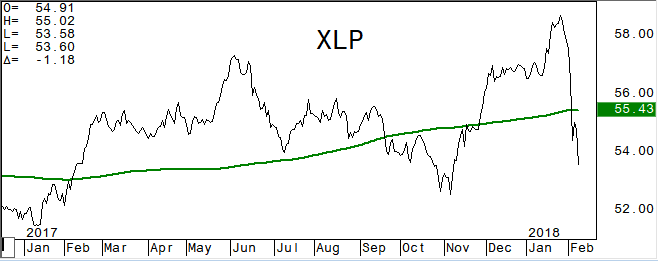 O= 54.91
H= 55.02
L= 53.58
L= 53.60
Δ= -1.18
XLP
58.00
56.00
55.43
54.00
52.00
2017 2018
Jan Feb Mar Apr May Jun Jul Aug Sep Oct Nov Dec Jan Feb